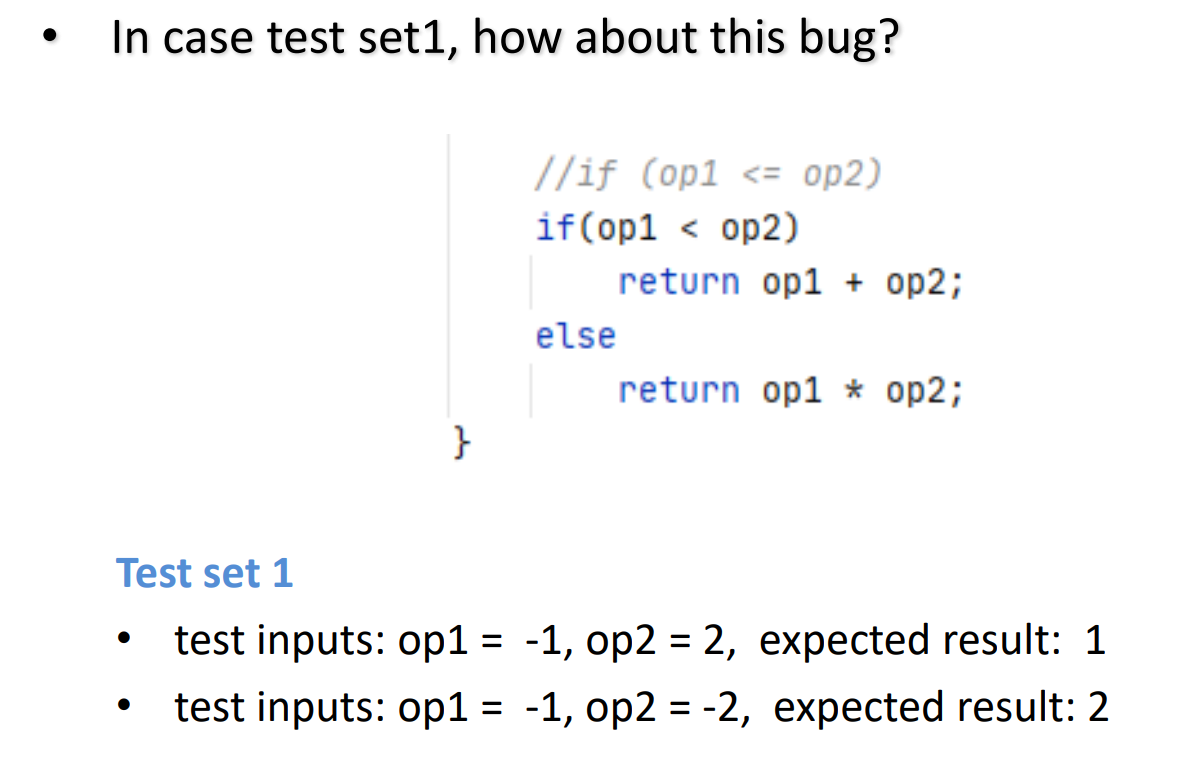 • In case test set1, how about this bug?
//if (op1 <= op2)
if(op1 < op2)
return op1 + op2;
else
return op1 * op2;
}
Test set 1
• test inputs: op1 = -1, op2 = 2, expected result: 1
• test inputs: op1 = -1, op2 = -2, expected result: 2